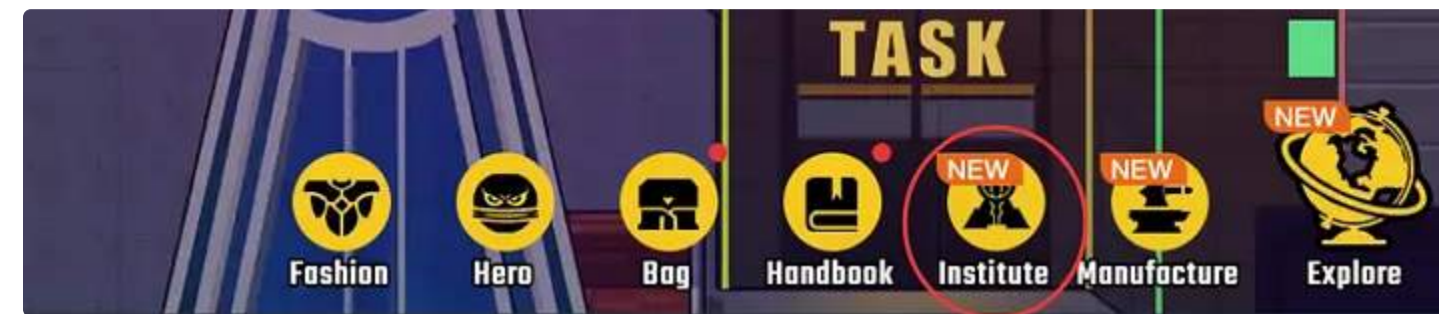 TASK
NEW
NEW NEW
Fashion Hero Bag Handbook Institute Manufacture Explore